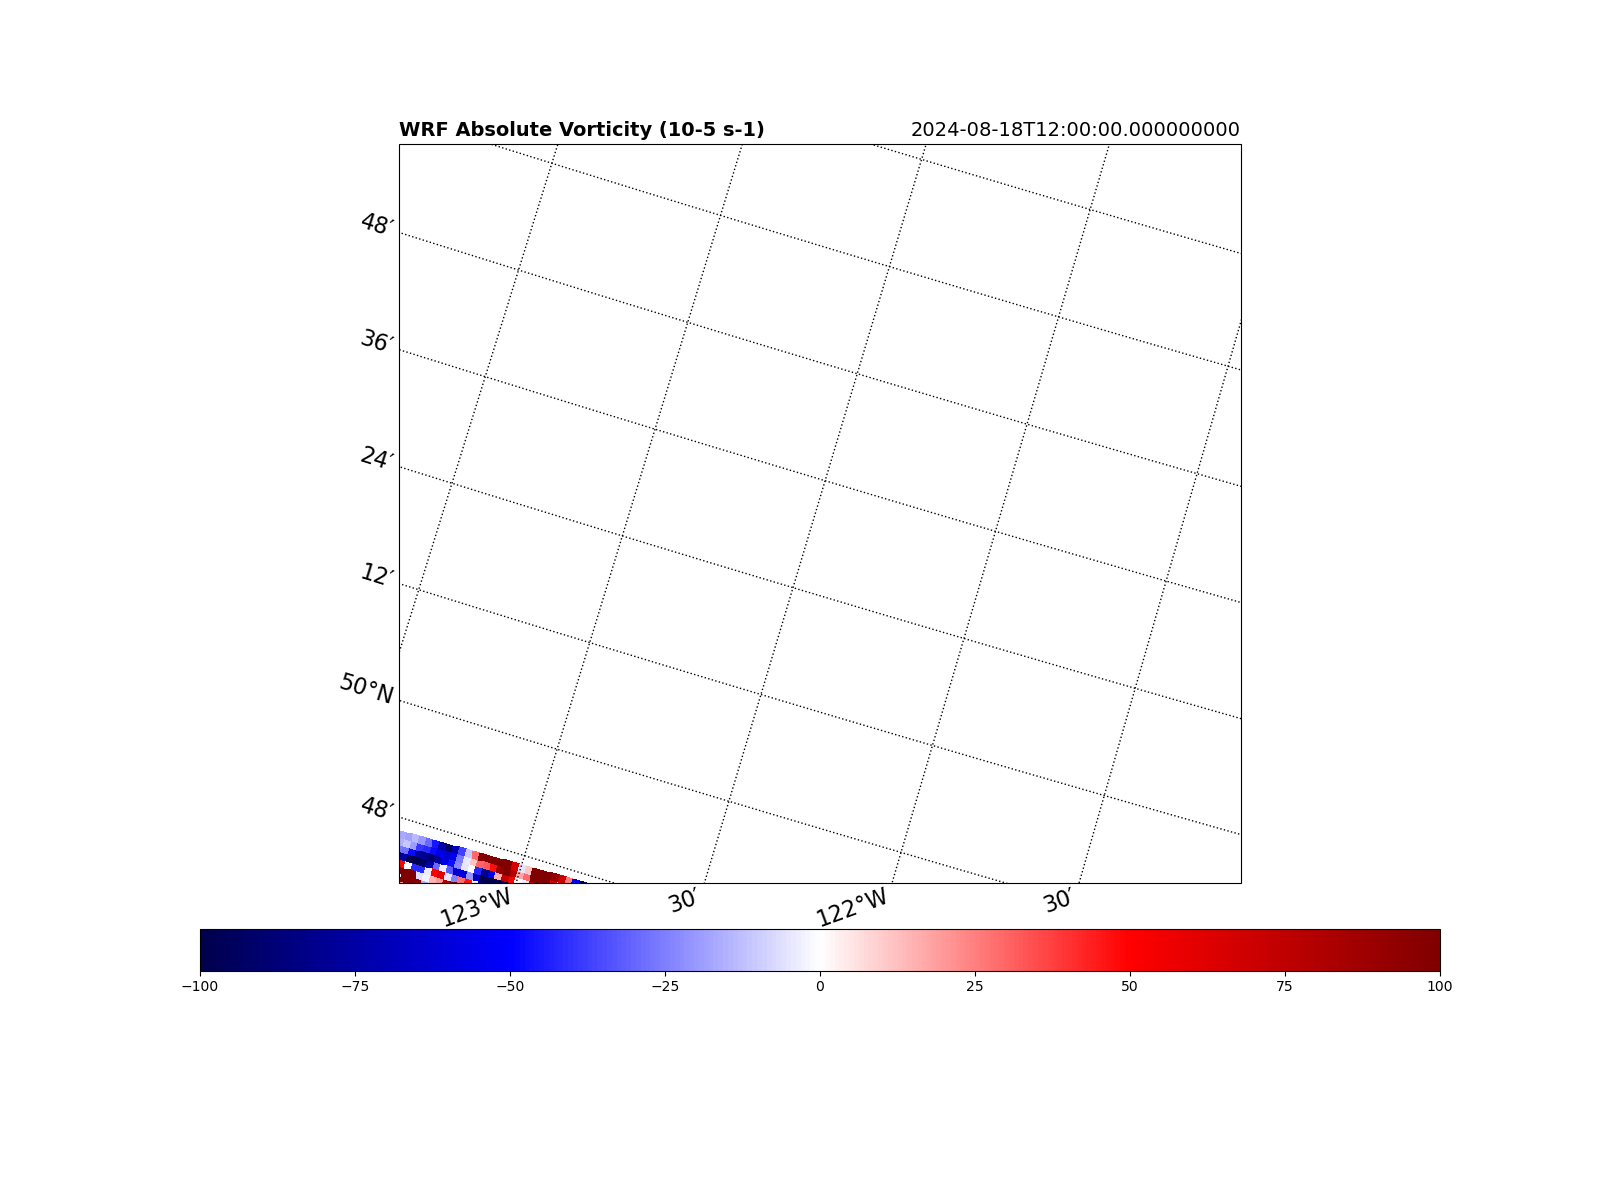 WRF Absolute Vorticity (10-5 s-1) 2024-08-18T12:00:00.000000000
48′
36′
24′
12′
50°N
48′
123°W 30′ 122°W 30′
−100 −75 −50 −25 0 25 50 75 100